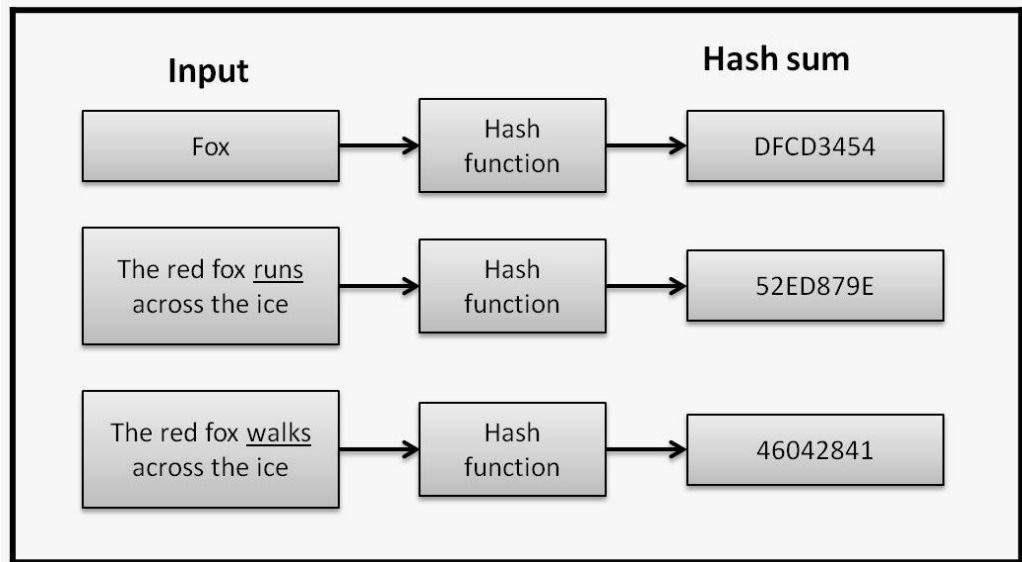 Input
Hash sum
Fox
Hash
function
DFCD3454
The red fox runs
across the ice
Hash
function
52ED879E
The red fox walks
across the ice
Hash
function
46042841